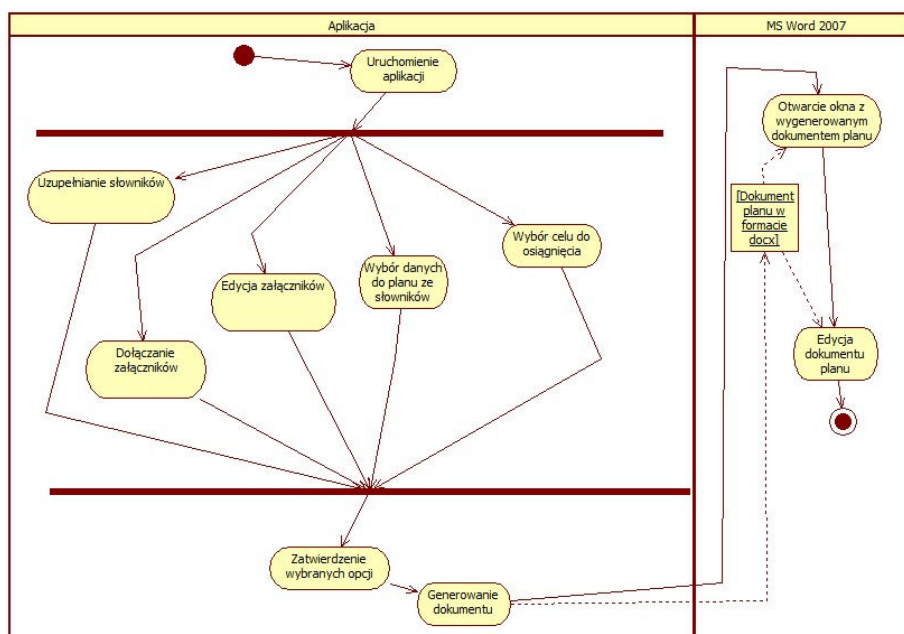 Aplikacja
MS Word 2007
Uruchomienie
aplikacji
Otwarcie okna z
wygenerowanym
dokumentem planu
Uzupełnianie słowników
[Dokument
planu w
formacie
docx]
Wybór celu do
osiągnięcia
Wybór danych
do planu ze
słowników
Edycja załączników
Dołączanie
załączników
Edycja
dokumentu
planu
Zatwierdzenie
wybranych opcji
Generowanie
dokumentu